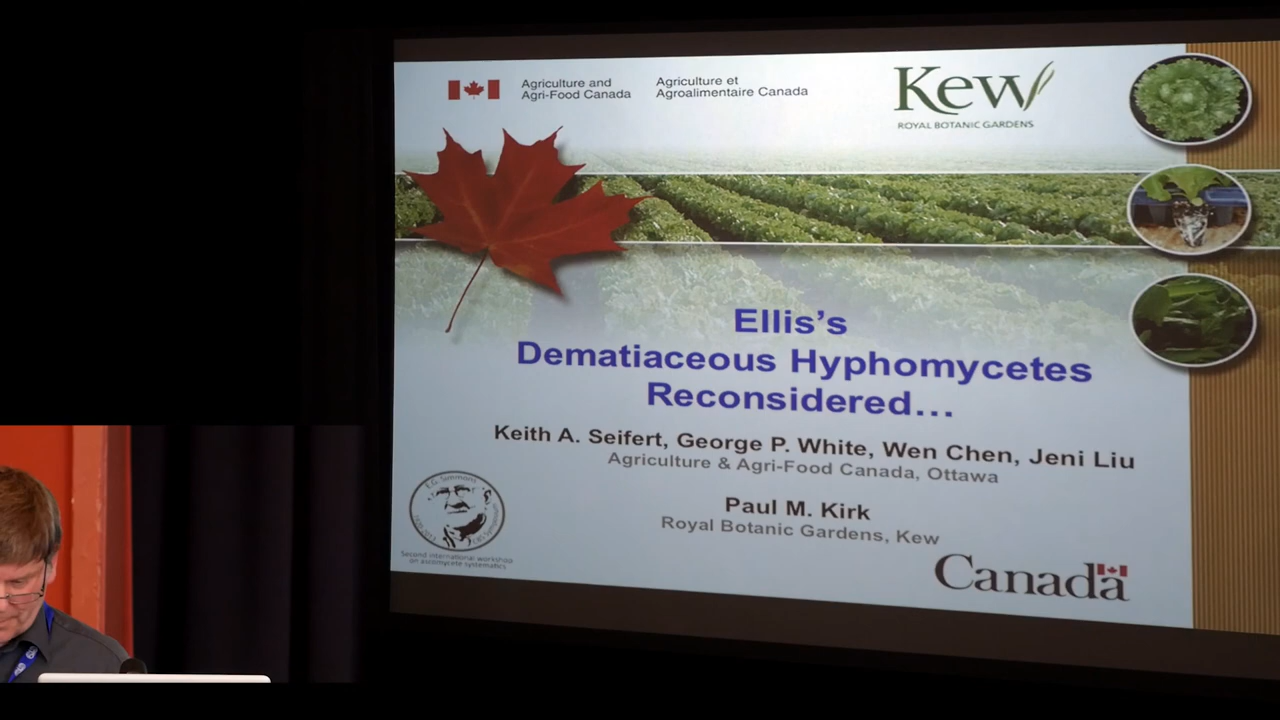 Agriculture and
Agri-Food Canada
Agriculture et
Agroalimentaire Canada
Kew
ROYAL BOTANIC GARDENS
Ellis's
Dematiaceous Hyphomycetes
Reconsidered…
Keith A. Seifert, George P. White, Wen Chen, Jeni Liu
Agriculture & Agri-Food Canada, Ottawa
Paul M. Kirk
Royal Botanic Gardens, Kew
E.G. Simmons
Second international workshop
on ascomycete systematics
Canada